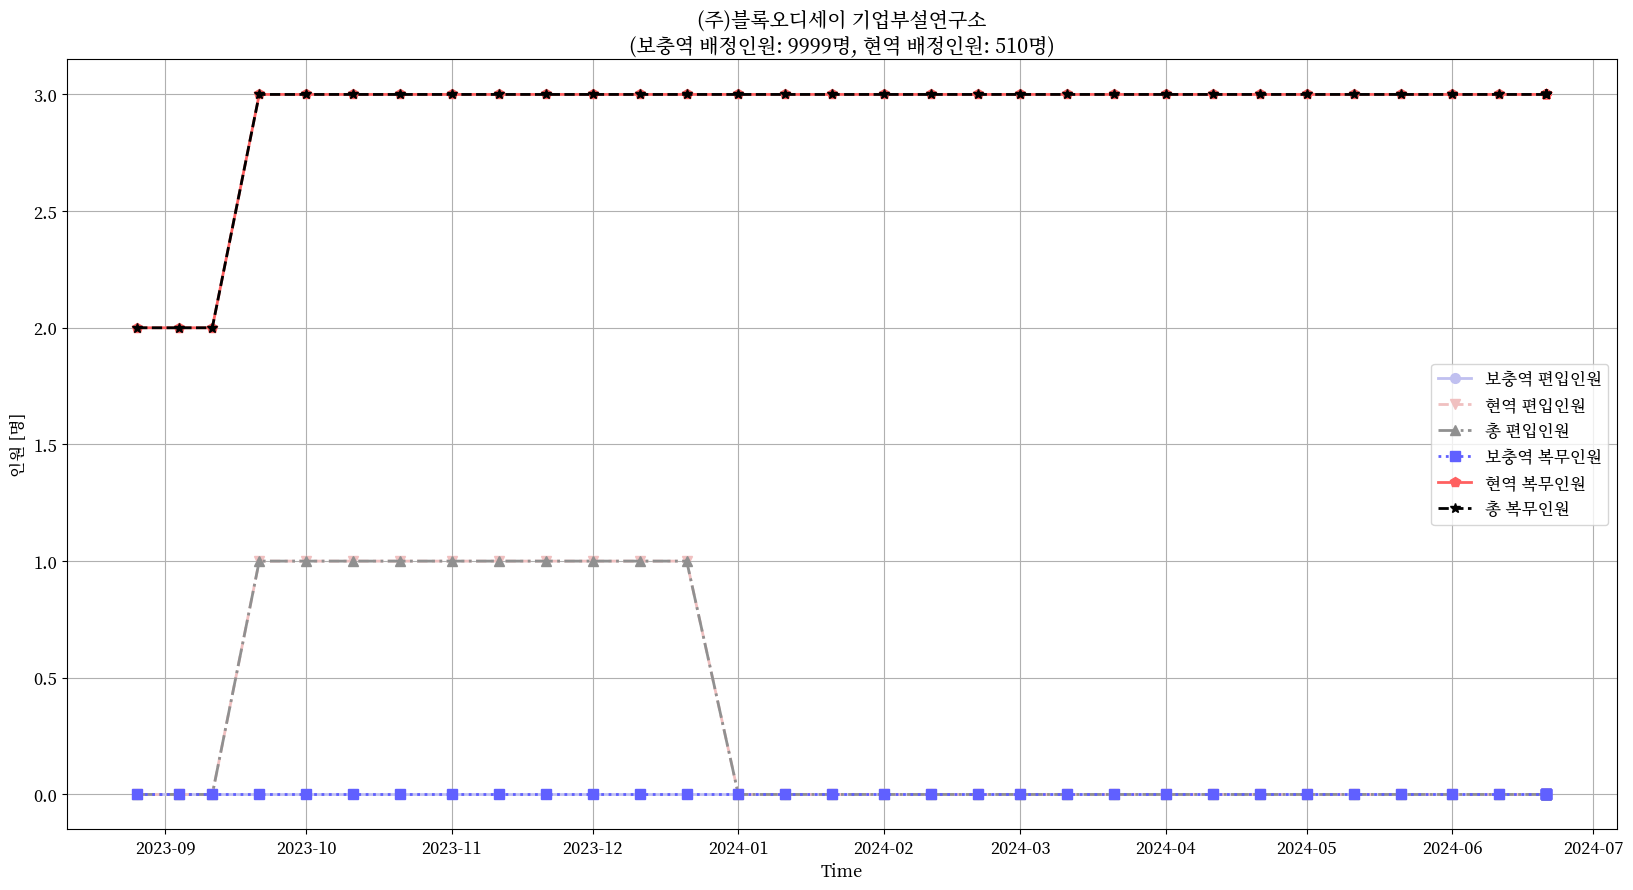 (주)블록오디세이 기업부설연구소
(보충역 배정인원: 9999명, 현역 배정인원: 510명)
인원 [명]
3.0
2.5
2.0
1.5
1.0
0.5
0.0
보충역 편입인원
현역 편입인원
총 편입인원
보충역 복무인원
현역 복무인원
총 복무인원
2023-09
2023-10
2023-11
2023-12
2024-01
2024-02
2024-03
2024-04
2024-05
2024-06
2024-07
Time